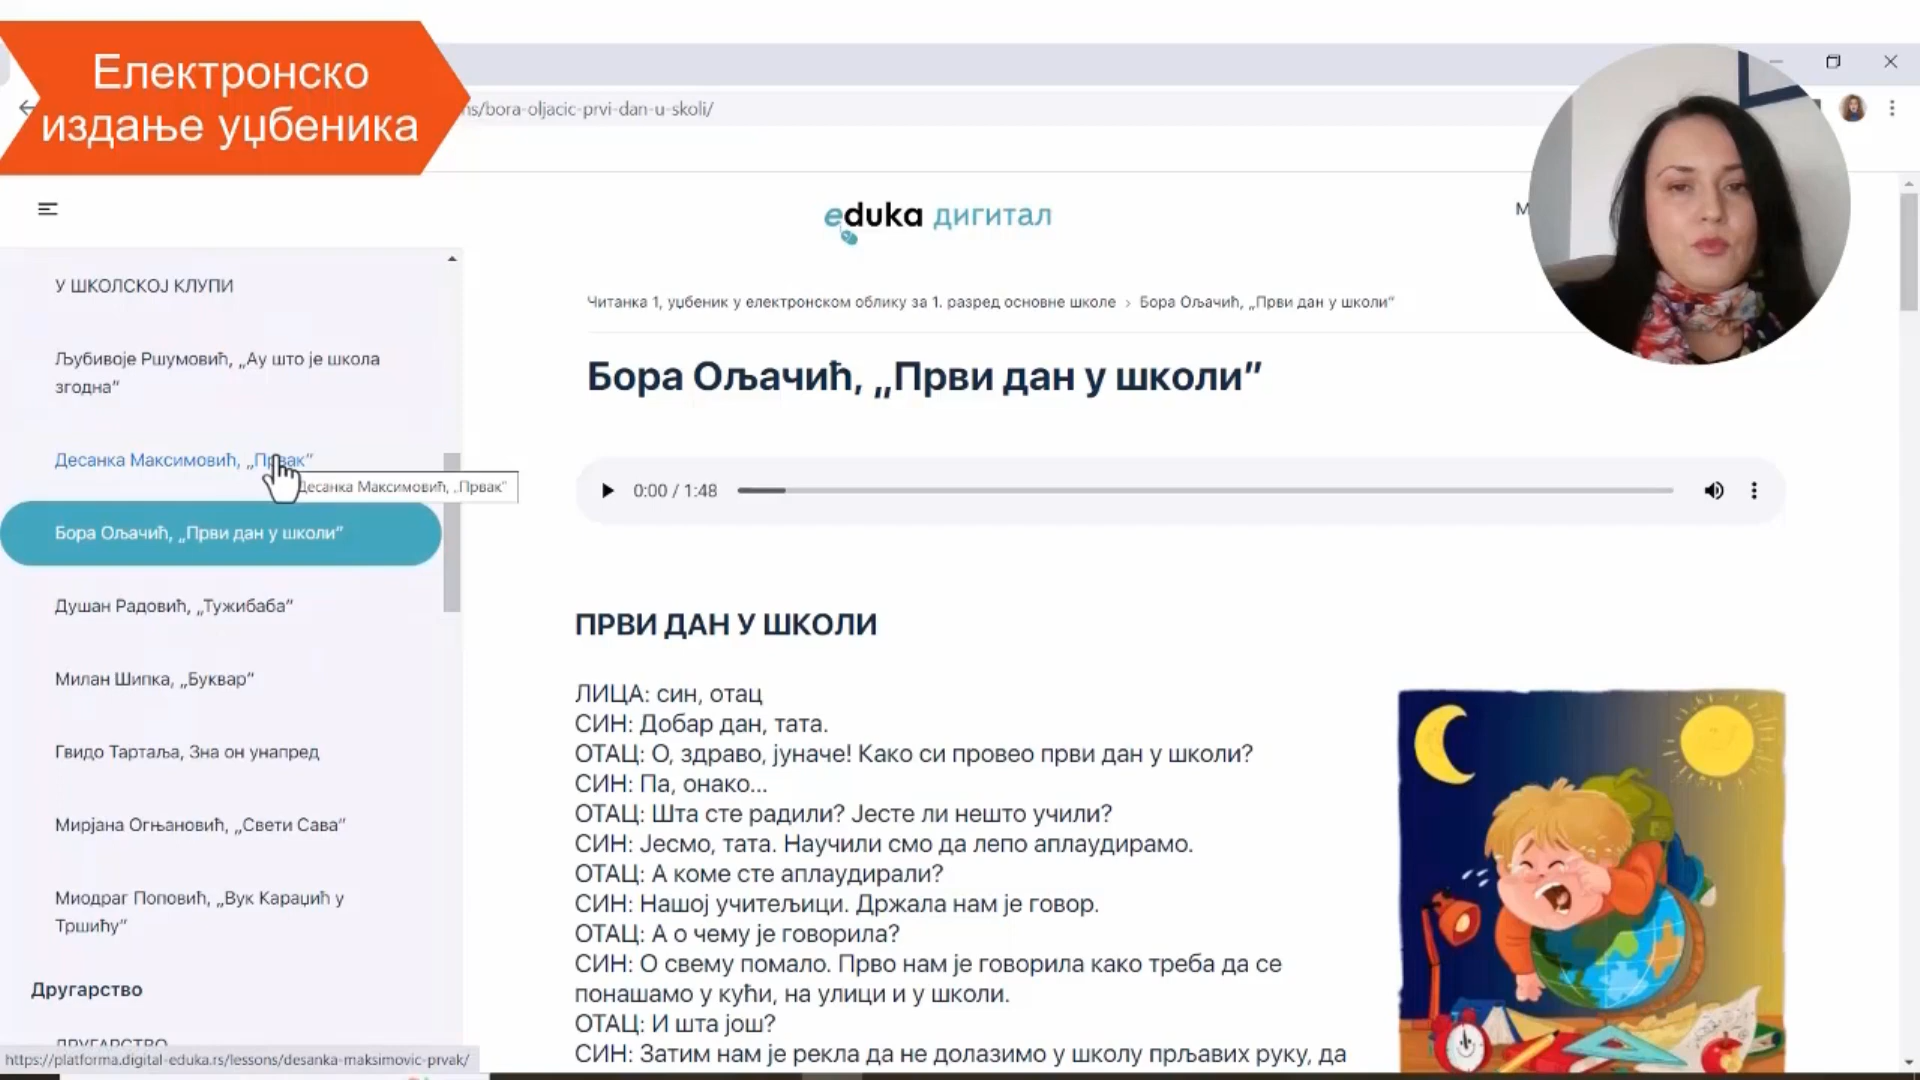 Електронско
издање уџбеника
ns/bora-oljacic-prvi-dan-u-skoli/
eduka дигитал
У ШКОЛСКОЈ КЛУПИ
Љубивоје Ршумовић, „Ау што је школа
згодна“
Десанка Максимовић, „Првак“
Десанка Максимовић, „Првак“
Бора Ољачић, „Први дан у школи“
Душан Радовић, „Тужибаба“
Милан Шипка, „Буквар“
Гвидо Тартаља, Зна он унапред
Мирјана Огњановић, „Свети Сава“
Миодраг Поповић, „Вук Караџић у
Тршићу“
Другарство
ДРУГАРСТВО
https://platforma.digital-eduka.rs/lessons/desanka-maksimovic-prvak/
Читанка 1, уџбеник у електронском облику за 1. разред основне школе › Бора Ољачић, „Први дан у школи“
Бора Ољачић, „Први дан у школи“
0:00 / 1:48
ПРВИ ДАН У ШКОЛИ
ЛИЦА: син, отац
СИН: Добар дан, тата.
ОТАЦ: О, здраво, јуначе! Како си провео први дан у школи?
СИН: Па, онако...
ОТАЦ: Шта сте радили? Јесте ли нешто учили?
СИН: Јесмо, тата. Научили смо да лепо аплаудирамо.
ОТАЦ: А коме сте аплаудирали?
СИН: Нашој учитељици. Држала нам је говор.
ОТАЦ: А о чему је говорила?
СИН: О свему помало. Прво нам је говорила како треба да се
понашамо у кући, на улици и у школи.
ОТАЦ: И шта још?
СИН: Затим нам је рекла да не долазимо у школу прљавих руку, да